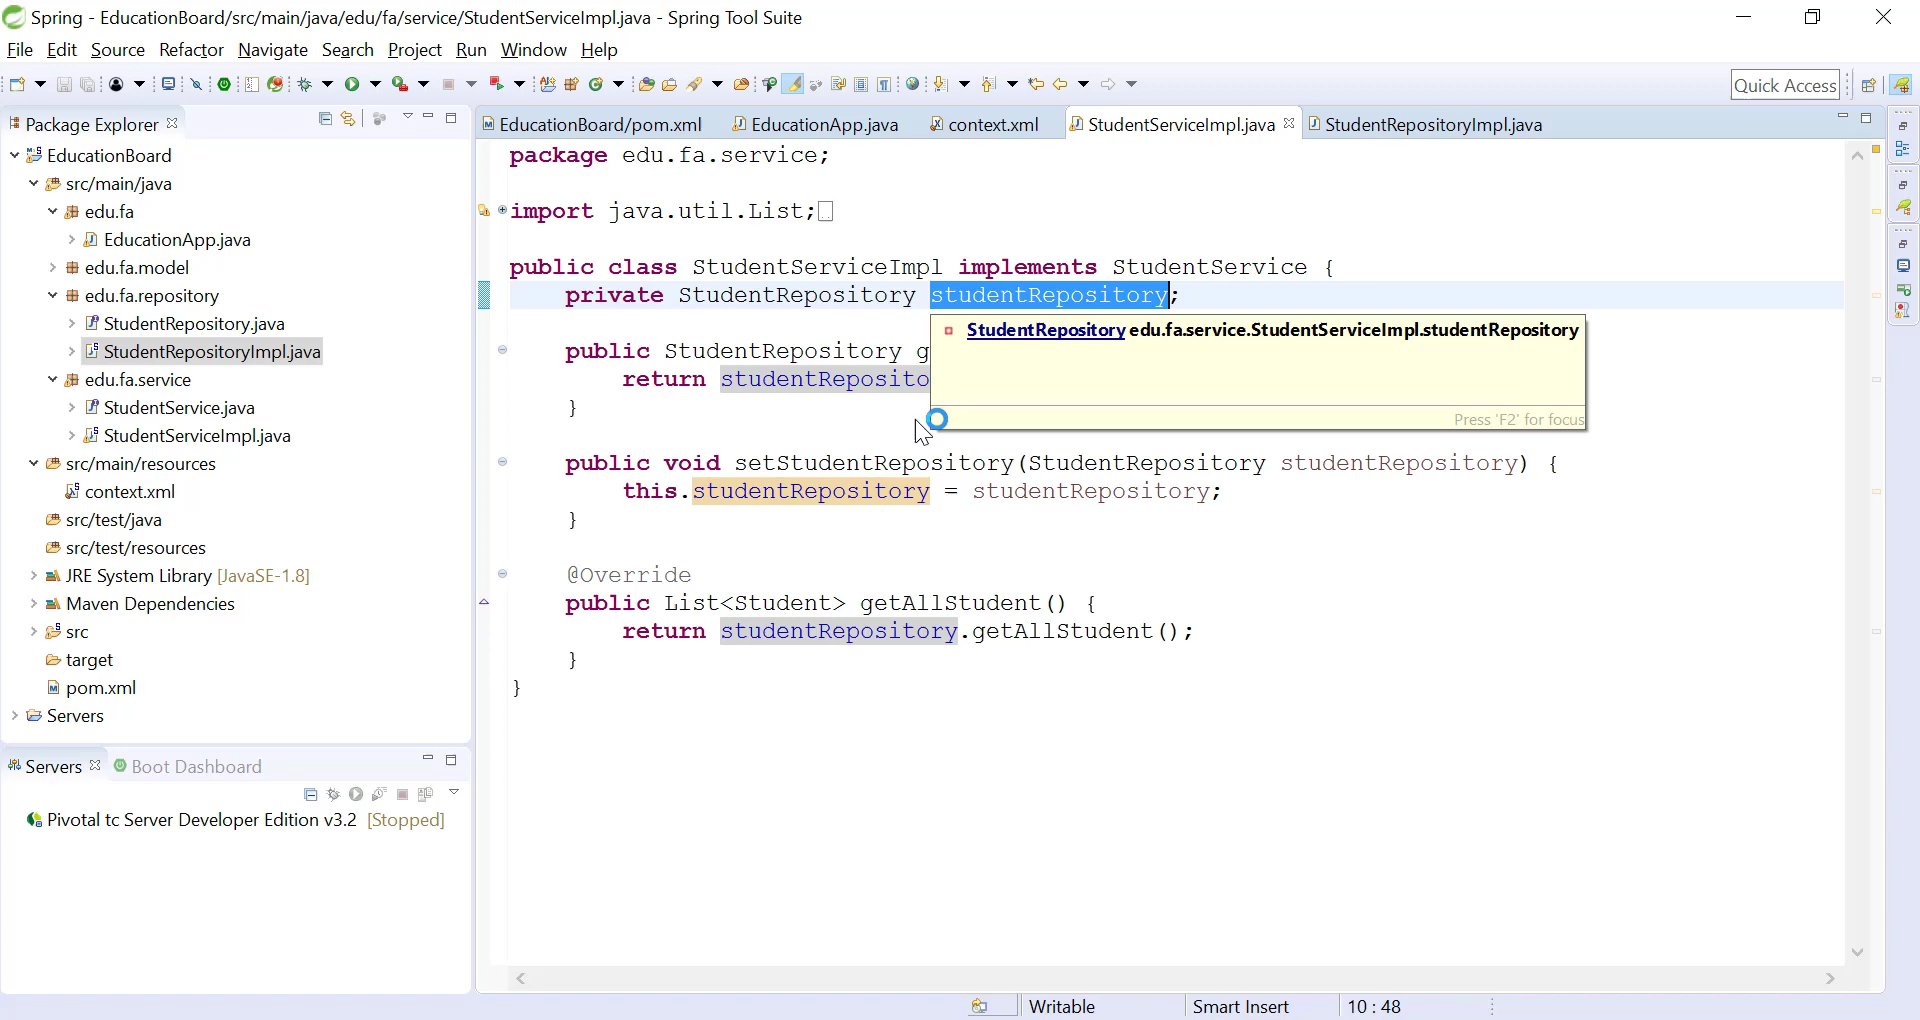 Spring - EducationBoard/src/main/java/edu/fa/service/StudentServiceImpl.java - Spring Tool Suite
File Edit Source Refactor Navigate Search Project Run Window Help
Quick Access
Package Explorer
EducationBoard
src/main/java
edu.fa
EducationApp.java
edu.fa.model
edu.fa.repository
StudentRepository.java
StudentRepositoryImpl.java
edu.fa.service
StudentService.java
StudentServiceImpl.java
src/main/resources
context.xml
src/test/java
src/test/resources
JRE System Library [JavaSE-1.8]
Maven Dependencies
src
target
pom.xml
Servers
Servers Boot Dashboard
Pivotal tc Server Developer Edition v3.2 [Stopped]
EducationBoard/pom.xml EducationApp.java context.xml StudentServiceImpl.java StudentRepositoryImpl.java
package edu.fa.service;
import java.util.List;
public class StudentServiceImpl implements StudentService {
private StudentRepository studentRepository;
StudentRepository edu.fa.service.StudentServiceImpl.studentRepository
public StudentRepository g
return studentReposito
Press 'F2' for focus
}
public void setStudentRepository(StudentRepository studentRepository) {
this.studentRepository = studentRepository;
}
@Override
public List<Student> getAllStudent() {
return studentRepository.getAllStudent();
}
}
Writable Smart Insert 10 : 48